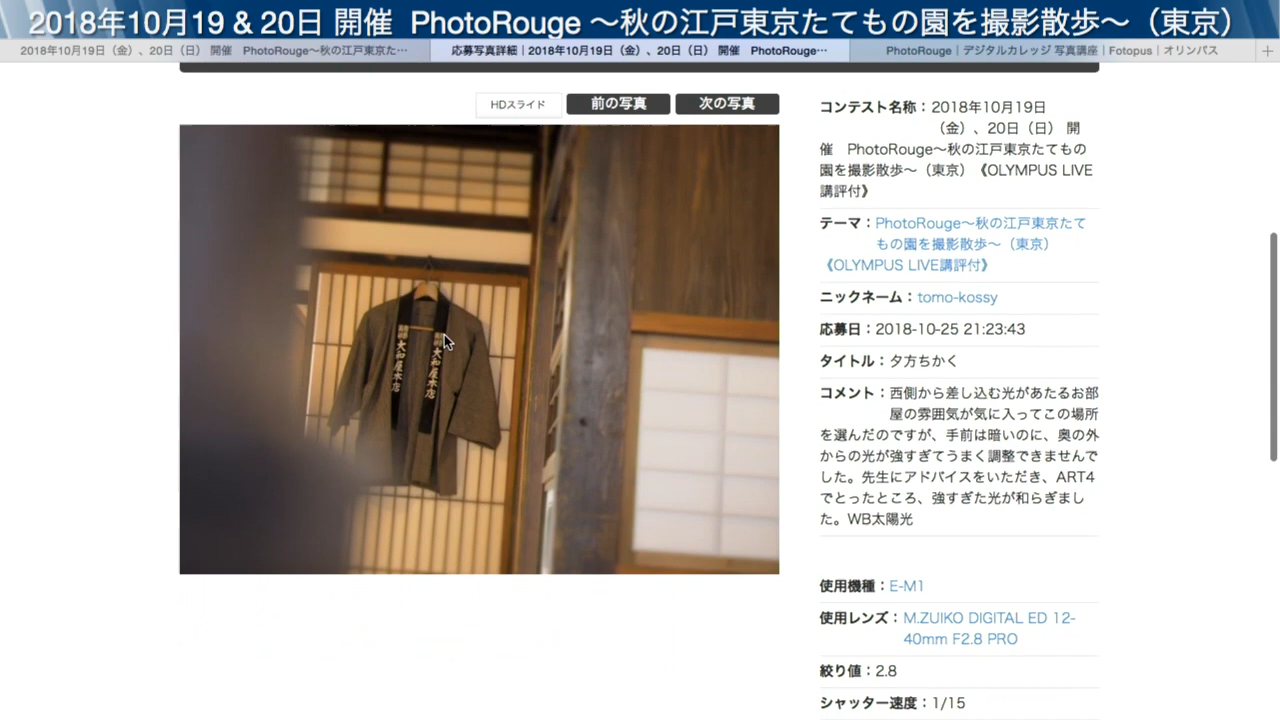 2018年10月19 & 20日 開催 PhotoRouge 〜秋の江戸東京たてもの園を撮影散歩〜（東京）
2018年10月19日（金）、20日（日） 開催 PhotoRouge〜秋の江戸東京た…
応募写真詳細｜2018年10月19日（金）、20日（日） 開催 PhotoRouge…
PhotoRouge｜デジタルカレッジ 写真講座｜Fotopus｜オリンパス
HDスライド
前の写真
次の写真
大和屋本店
大和屋本店
コンテスト名称：2018年10月19日
（金）、20日（日） 開
催 PhotoRouge〜秋の江戸東京たてもの
園を撮影散歩〜（東京）《OLYMPUS LIVE
講評付》
テーマ：PhotoRouge〜秋の江戸東京たて
もの園を撮影散歩〜（東京）
《OLYMPUS LIVE講評付》
ニックネーム：tomo-kossy
応募日：2018-10-25 21:23:43
タイトル：夕方ちかく
コメント：西側から差し込む光があたるお部
屋の雰囲気が気に入ってこの場所
を選んだのですが、手前は暗いのに、奥の外
からの光が強すぎてうまく調整できませんで
した。先生にアドバイスをいただき、ART4
でとったところ、強すぎた光が和らぎまし
た。WB太陽光
使用機種：E-M1
使用レンズ：M.ZUIKO DIGITAL ED 12-
40mm F2.8 PRO
絞り値：2.8
シャッター速度：1/15